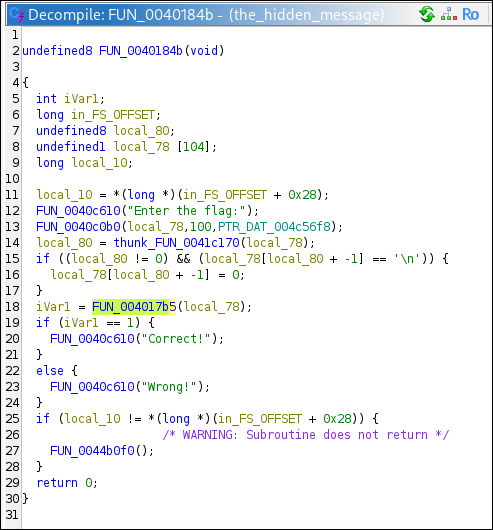 Decompile: FUN_0040184b - (the_hidden_message) Ro
1
2 undefined8 FUN_0040184b(void)
3
4 {
5 int iVar1;
6 long in_FS_OFFSET;
7 undefined8 local_80;
8 undefined1 local_78 [104];
9 long local_10;
10
11 local_10 = *(long *)(in_FS_OFFSET + 0x28);
12 FUN_0040c610("Enter the flag:");
13 FUN_0040c0b0(local_78,100,PTR_DAT_004c56f8);
14 local_80 = thunk_FUN_0041c170(local_78);
15 if ((local_80 != 0) && (local_78[local_80 + -1] == '\n')) {
16 local_78[local_80 + -1] = 0;
17 }
18 iVar1 = FUN_004017b5(local_78);
19 if (iVar1 == 1) {
20 FUN_0040c610("Correct!");
21 }
22 else {
23 FUN_0040c610("Wrong!");
24 }
25 if (local_10 != *(long *)(in_FS_OFFSET + 0x28)) {
26 /* WARNING: Subroutine does not return */
27 FUN_0044b0f0();
28 }
29 return 0;
30 }
31